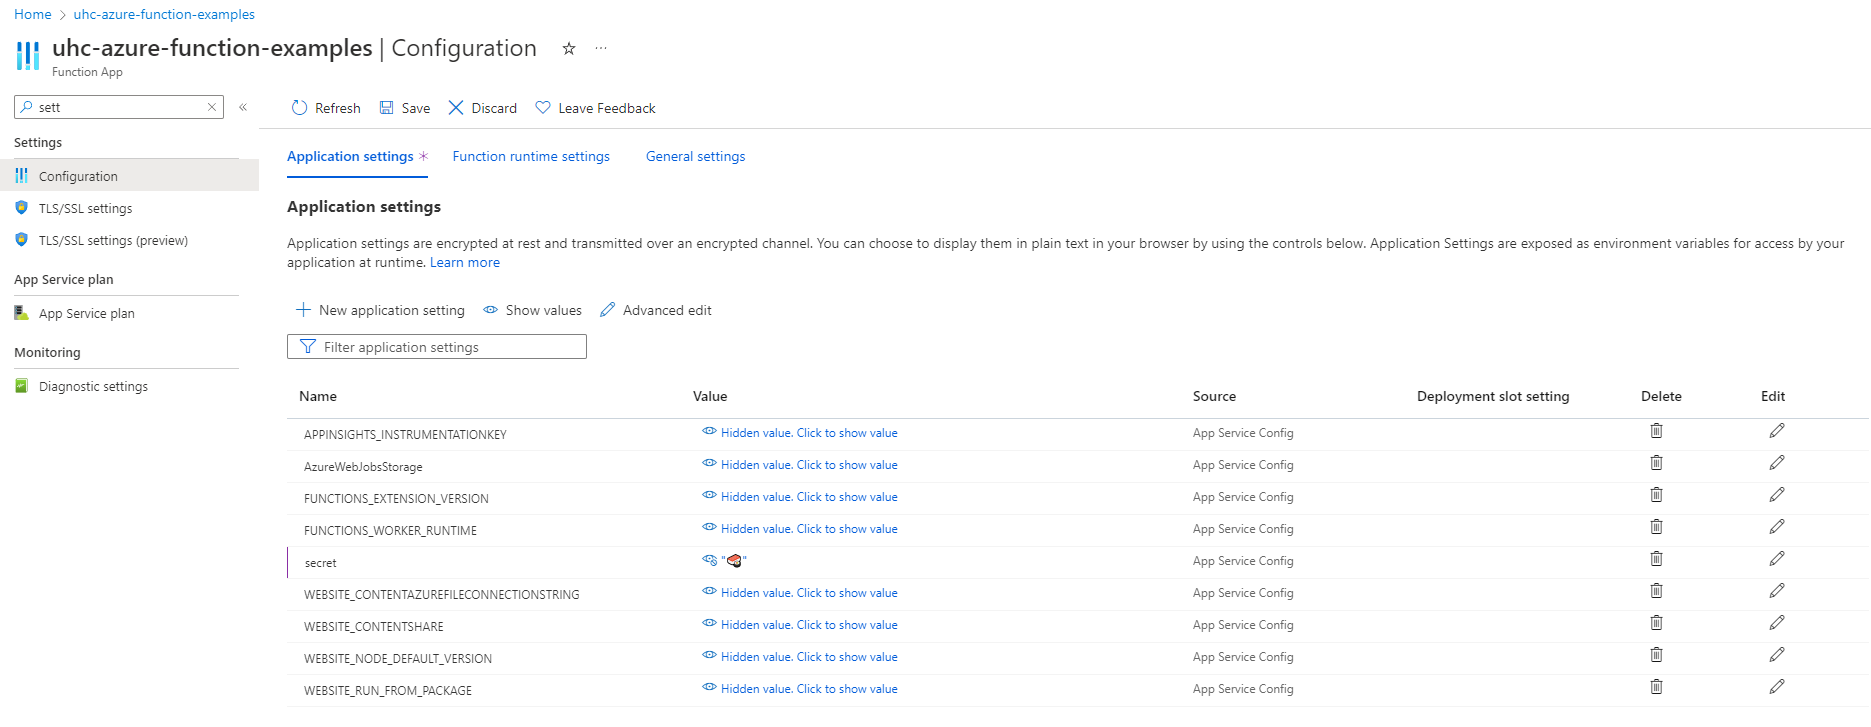 Home > uhc-azure-function-examples
uhc-azure-function-examples | Configuration ☆ ...
Function App
sett × «
Settings
Configuration
TLS/SSL settings
TLS/SSL settings (preview)
App Service plan
App Service plan
Monitoring
Diagnostic settings
Refresh Save Discard Leave Feedback
Application settings * Function runtime settings General settings
Application settings
Application settings are encrypted at rest and transmitted over an encrypted channel. You can choose to display them in plain text in your browser by using the controls below. Application Settings are exposed as environment variables for access by your
application at runtime. Learn more
New application setting Show values Advanced edit
Filter application settings
Name Value Source Deployment slot setting Delete Edit
APPINSIGHTS_INSTRUMENTATIONKEY Hidden value. Click to show value App Service Config
AzureWebJobsStorage Hidden value. Click to show value App Service Config
FUNCTIONS_EXTENSION_VERSION Hidden value. Click to show value App Service Config
FUNCTIONS_WORKER_RUNTIME Hidden value. Click to show value App Service Config
secret "🍣" App Service Config
WEBSITE_CONTENTAZUREFILECONNECTIONSTRING Hidden value. Click to show value App Service Config
WEBSITE_CONTENTSHARE Hidden value. Click to show value App Service Config
WEBSITE_NODE_DEFAULT_VERSION Hidden value. Click to show value App Service Config
WEBSITE_RUN_FROM_PACKAGE Hidden value. Click to show value App Service Config